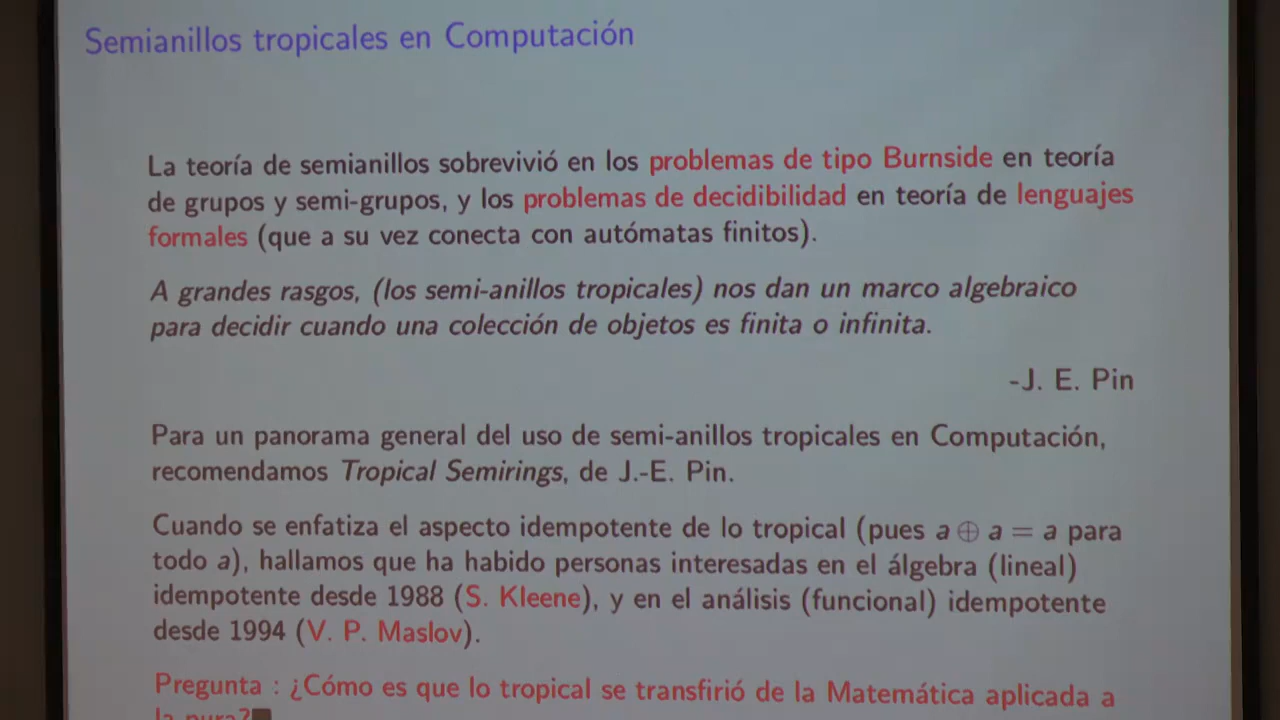 Semianillos tropicales en Computación
La teoría de semianillos sobrevivió en los problemas de tipo Burnside en teoría
de grupos y semi-grupos, y los problemas de decidibilidad en teoría de lenguajes
formales (que a su vez conecta con autómatas finitos).
A grandes rasgos, (los semi-anillos tropicales) nos dan un marco algebraico
para decidir cuando una colección de objetos es finita o infinita.
-J. E. Pin
Para un panorama general del uso de semi-anillos tropicales en Computación,
recomendamos Tropical Semirings, de J.-E. Pin.
Cuando se enfatiza el aspecto idempotente de lo tropical (pues a ⊕ a = a para
todo a), hallamos que ha habido personas interesadas en el álgebra (lineal)
idempotente desde 1988 (S. Kleene), y en el análisis (funcional) idempotente
desde 1994 (V. P. Maslov).
Pregunta : ¿Cómo es que lo tropical se transfirió de la Matemática aplicada a
la pura?